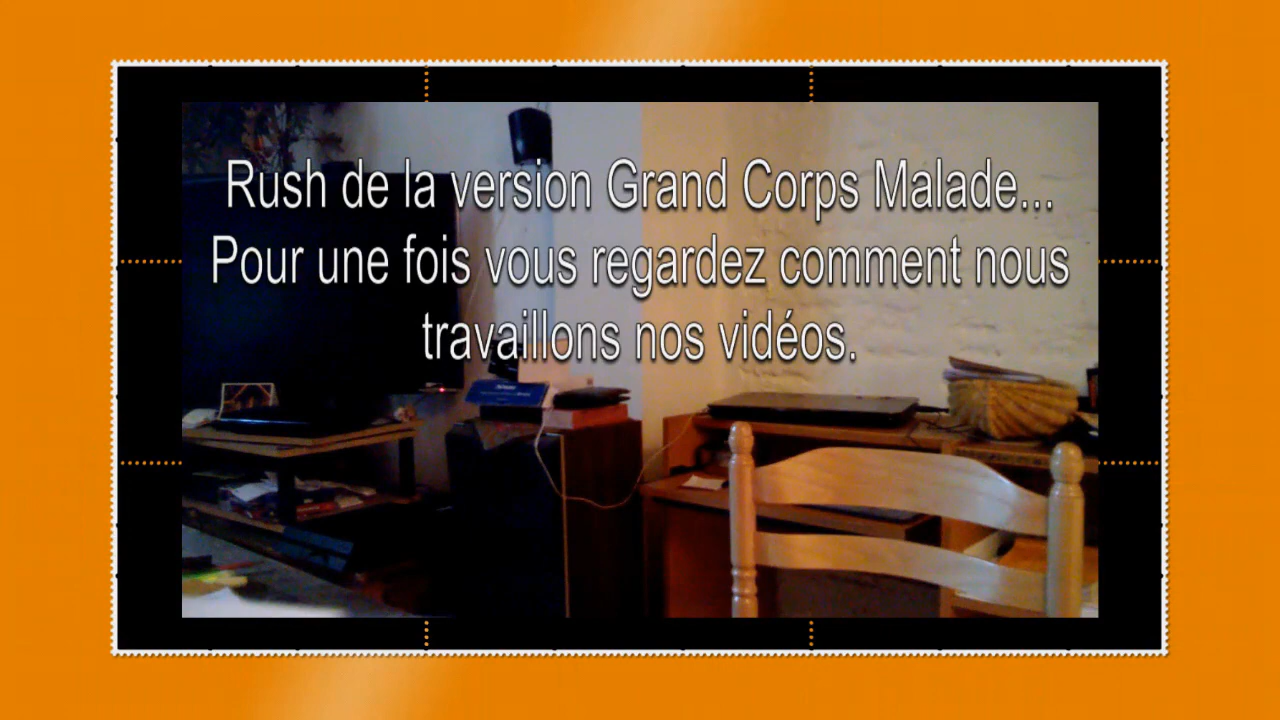 Rush de la version Grand Corps Malade...
Pour une fois vous regardez comment nous
travaillons nos vidéos.